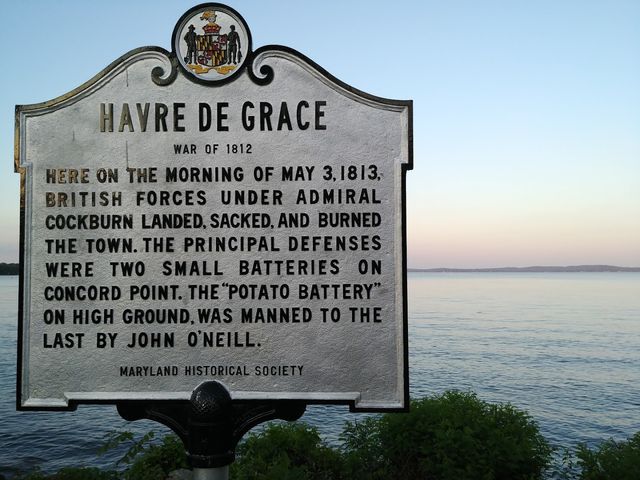 HAVRE DE GRACE
WAR OF 1812
HERE ON THE MORNING OF MAY 3, 1813,
BRITISH FORCES UNDER ADMIRAL
COCKBURN LANDED, SACKED, AND BURNED
THE TOWN. THE PRINCIPAL DEFENSES
WERE TWO SMALL BATTERIES ON
CONCORD POINT. THE "POTATO BATTERY"
ON HIGH GROUND, WAS MANNED TO THE
LAST BY JOHN O'NEILL.
MARYLAND HISTORICAL SOCIETY